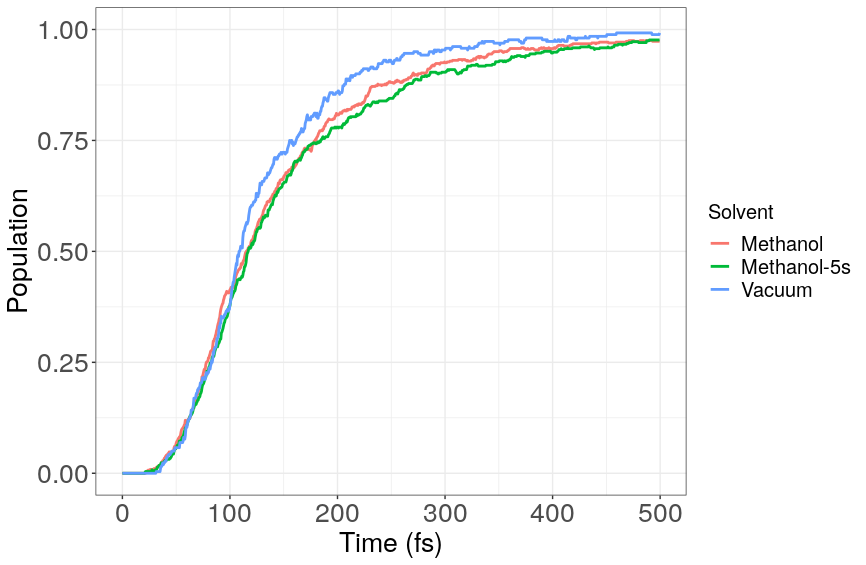 1.00
0.75
0.50
0.25
0.00
Population
0 100 200 300 400 500
Time (fs)
Solvent
Methanol
Methanol-5s
Vacuum